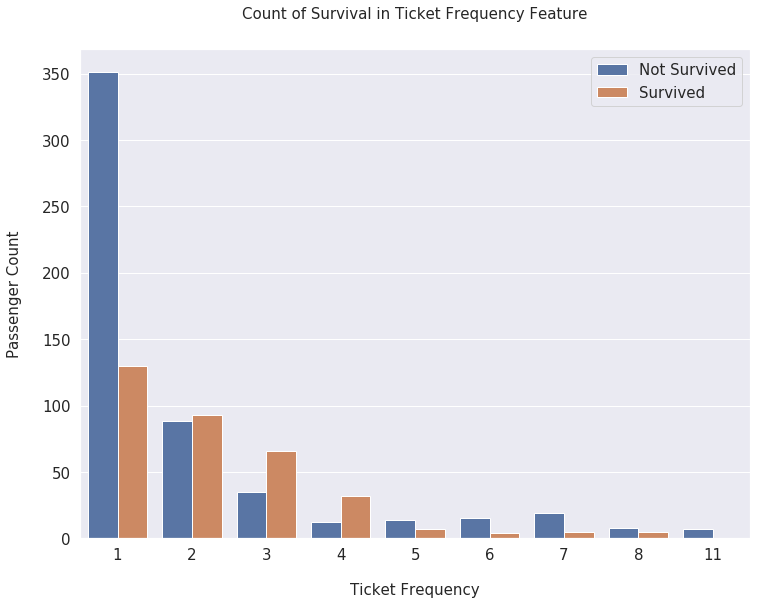 Count of Survival in Ticket Frequency Feature
Not Survived
Survived
350
300
250
200
150
100
50
0
Passenger Count
1 2 3 4 5 6 7 8 11
Ticket Frequency